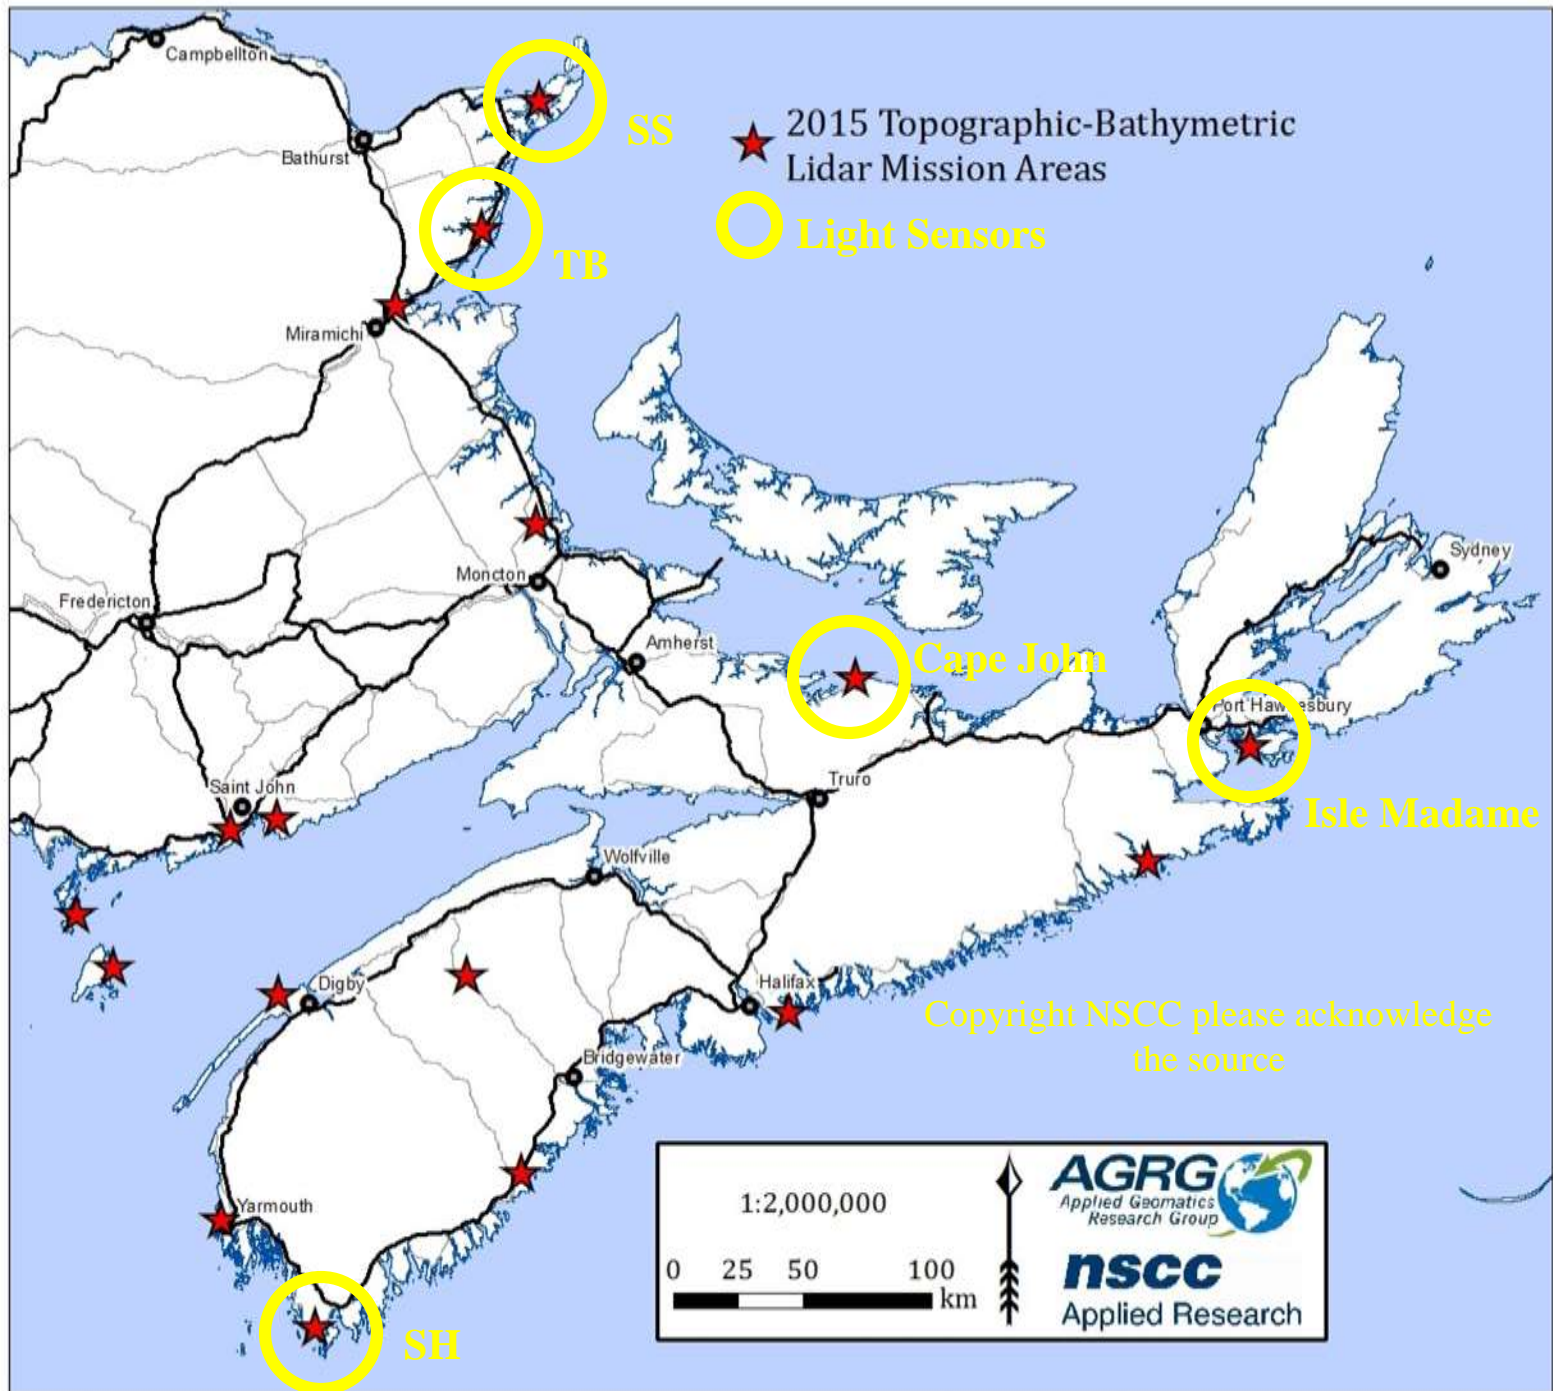 Campbellton
SS
2015 Topographic-Bathymetric
Lidar Mission Areas
Bathurst
Light Sensors
TB
Miramichi
Sydney
Moncton
Fredericton
Amherst
Cape John
Port Hawkesbury
Truro
Saint John
Isle Madame
Wolfville
Digby
Halifax
Copyright NSCC please acknowledge
the source
Bridgewater
AGRG
Applied Geomatics
Research Group
1:2,000,000
Yarmouth
nscc
Applied Research
0 25 50 100
km
SH